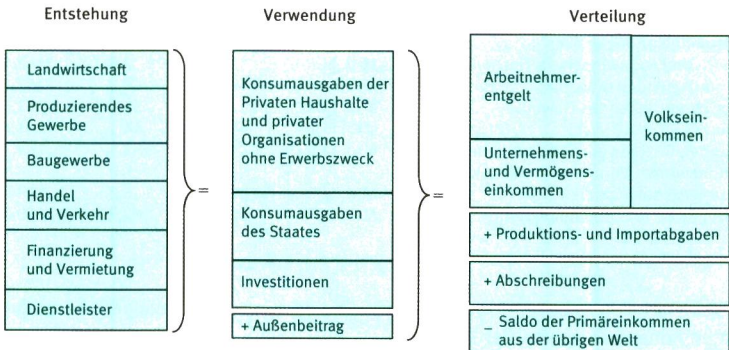 Entstehung
Landwirtschaft
Produzierendes
Gewerbe
Baugewerbe
Handel
und Verkehr
Finanzierung
und Vermietung
Dienstleister
=
Verwendung
Konsumausgaben der
Privaten Haushalte
und privater
Organisationen
ohne Erwerbszweck
Konsumausgaben
des Staates
Investitionen
+ Außenbeitrag
=
Verteilung
Arbeitnehmer-
entgelt
Unternehmens-
und Vermögens-
einkommen
Volksein-
kommen
+ Produktions- und Importabgaben
+ Abschreibungen
_ Saldo der Primäreinkommen
aus der übrigen Welt